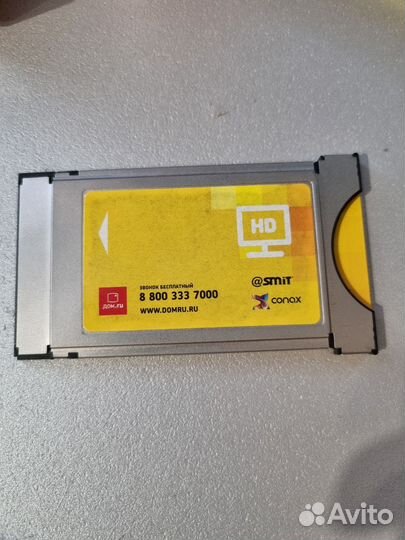 HD
@SMiT
conax
ЗВОНОК БЕСПЛАТНЫЙ
8 800 333 7000
WWW.DOMRU.RU
ДОМ.RU
Avito